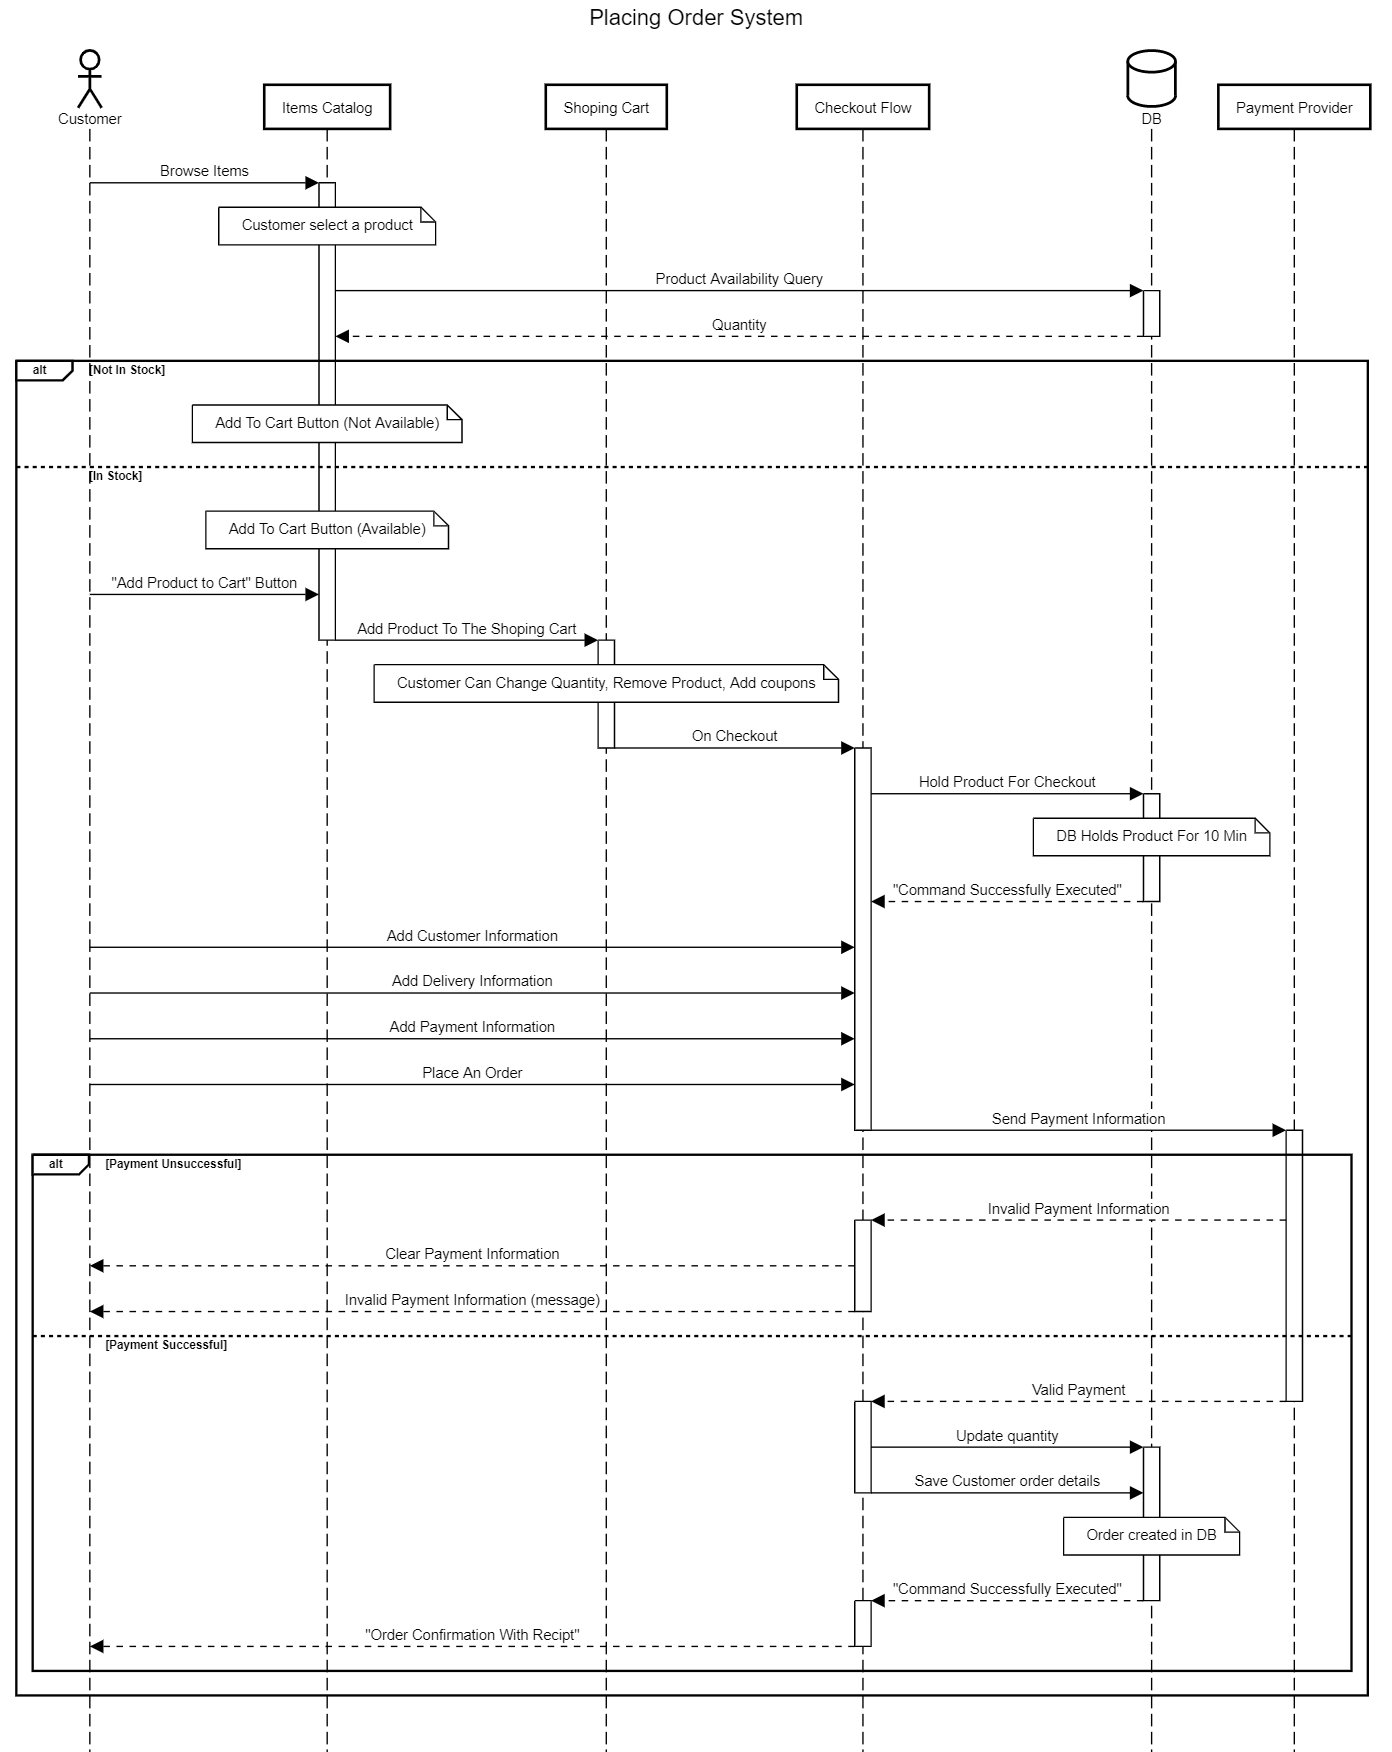 Placing Order System
Customer
Items Catalog
Shoping Cart
Checkout Flow
DB
Payment Provider
Browse Items
Customer select a product
Product Availability Query
Quantity
alt
[Not In Stock]
Add To Cart Button (Not Available)
[In Stock]
Add To Cart Button (Available)
"Add Product to Cart" Button
Add Product To The Shoping Cart
Customer Can Change Quantity, Remove Product, Add coupons
On Checkout
Hold Product For Checkout
DB Holds Product For 10 Min
"Command Successfully Executed"
Add Customer Information
Add Delivery Information
Add Payment Information
Place An Order
Send Payment Information
alt
[Payment Unsuccessful]
Invalid Payment Information
Clear Payment Information
Invalid Payment Information (message)
[Payment Successful]
Valid Payment
Update quantity
Save Customer order details
Order created in DB
"Command Successfully Executed"
"Order Confirmation With Recipt"